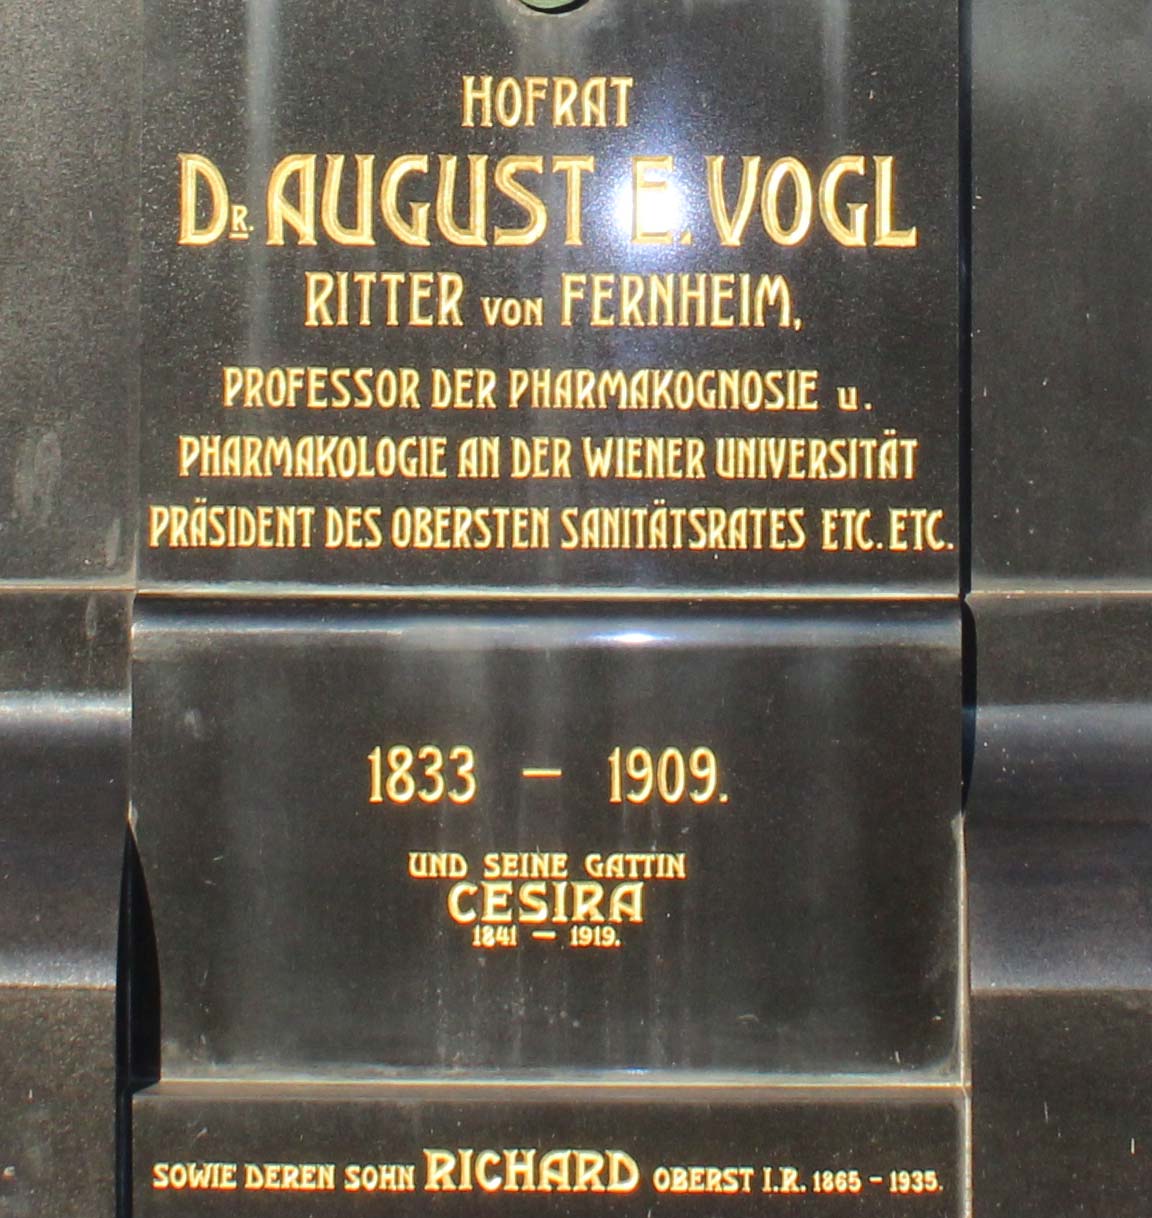 HOFRAT
DR. AUGUST E. VOGL
RITTER VON FERNHEIM,
PROFESSOR DER PHARMAKOGNOSIE u.
PHARMAKOLOGIE AN DER WIENER UNIVERSITÄT
PRÄSIDENT DES OBERSTEN SANITÄTSRATES ETC. ETC.
1833 – 1909.
UND SEINE GATTIN
CESIRA
1841 – 1919.
SOWIE DEREN SOHN RICHARD OBERST I.R. 1865 - 1935.